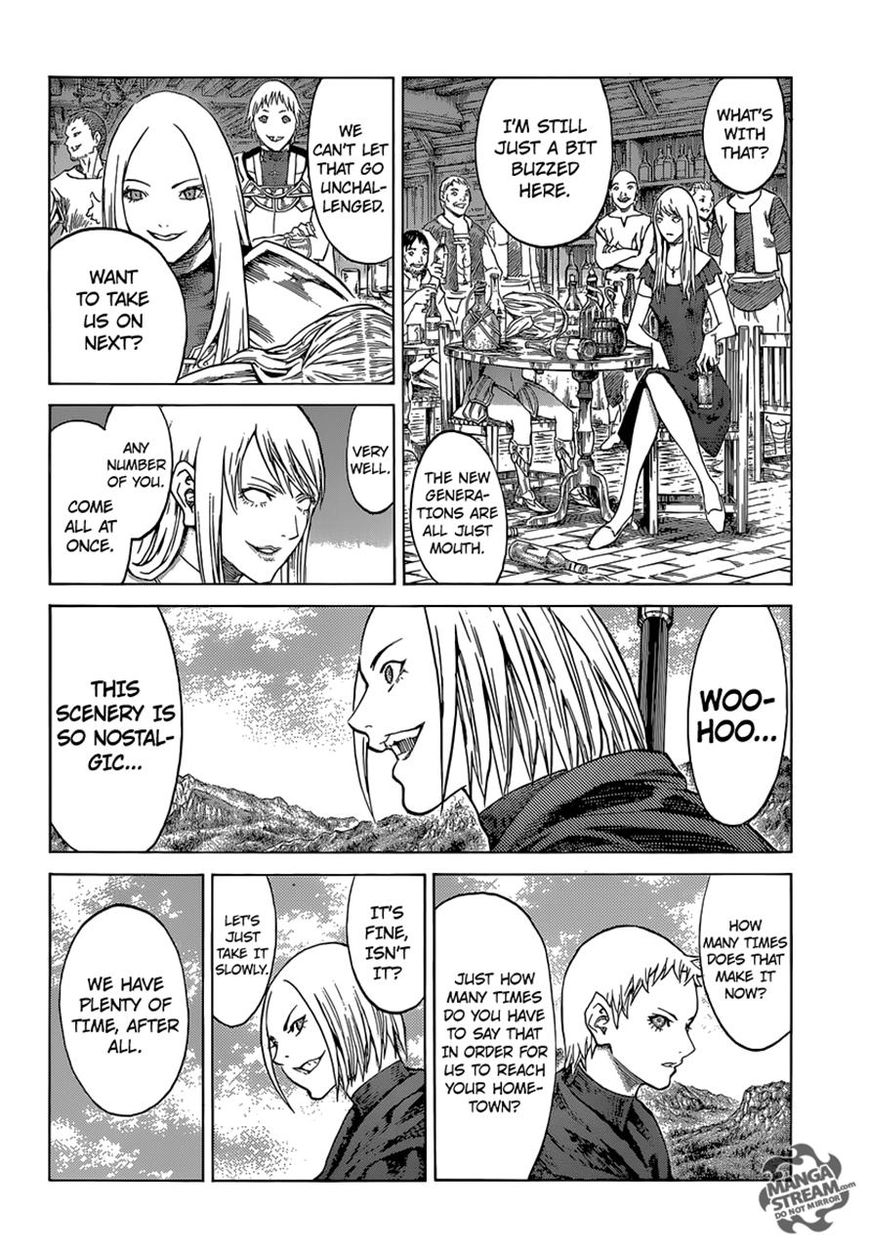 WHAT'S
WITH
THAT?
I'M STILL
JUST A BIT
BUZZED
HERE.
THE NEW
GENERA-
TIONS ARE
ALL JUST
MOUTH.
WE
CAN'T LET
THAT GO
UNCHAL-
LENGED.
WANT
TO TAKE
US ON
NEXT?
VERY
WELL.
ANY
NUMBER
OF YOU.
COME
ALL AT
ONCE.
WOO-
HOO...
THIS
SCENERY IS
SO NOSTAL-
GIC...
HOW
MANY TIMES
DOES THAT
MAKE IT
NOW?
JUST HOW
MANY TIMES
DO YOU HAVE
TO SAY THAT
IN ORDER FOR
US TO REACH
YOUR HOME-
TOWN?
IT'S
FINE,
ISN'T
IT?
LET'S
JUST
TAKE IT
SLOWLY.
WE HAVE
PLENTY OF
TIME, AFTER
ALL.
MANGA
STREAM.com
DO NOT MIRROR